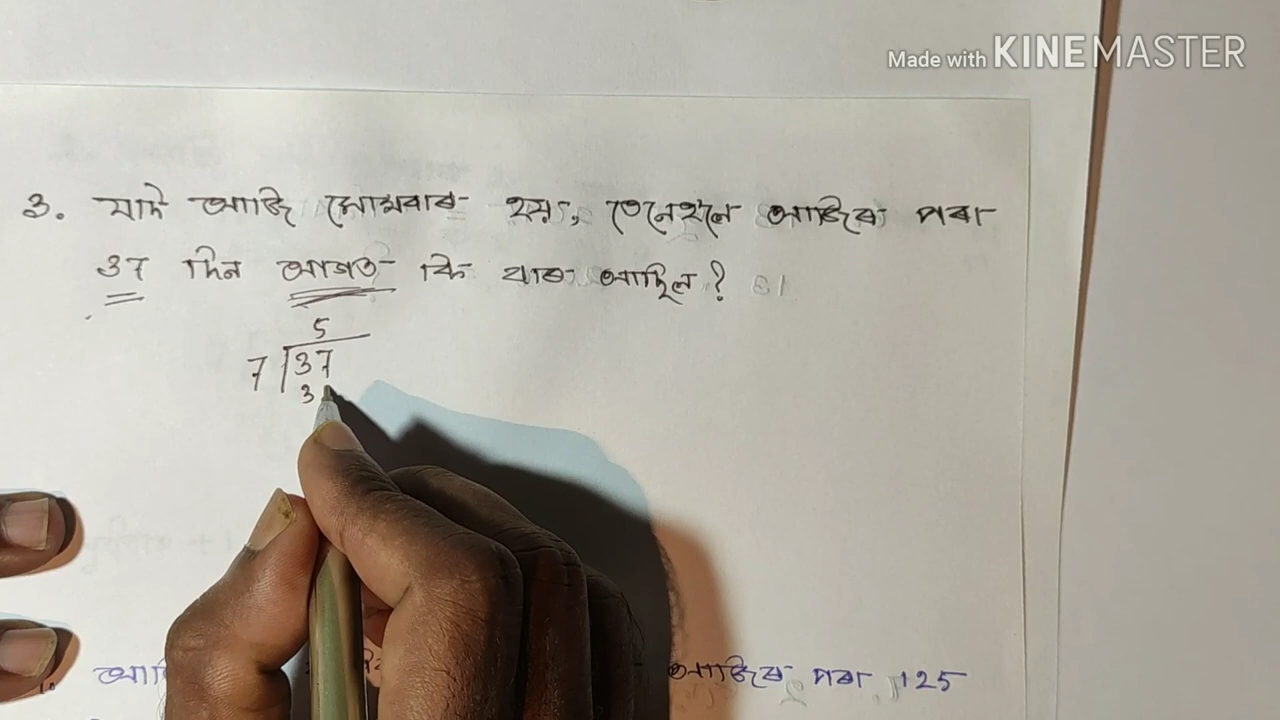 Made with KINEMASTER
3. যদি আজি সোমবাৰ হয়, তেনেহলে আজিৰ পৰা
37 দিন আগত কি বাৰ আছিল?
5
7 37
3
আজিৰ পৰা 125